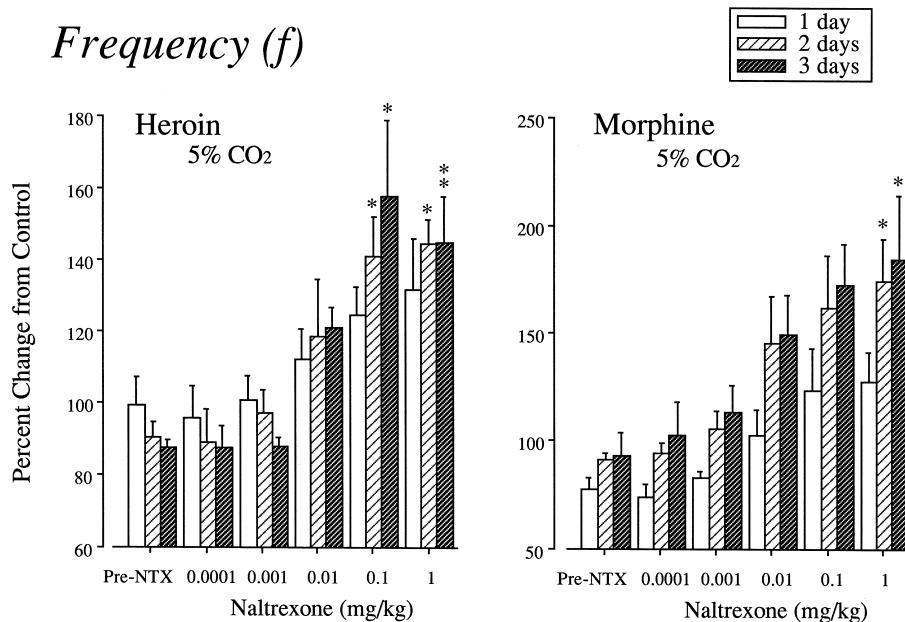 Frequency (f)
1 day
2 days
3 days
Heroin
5% CO2
Percent Change from Control
180
160
140
120
100
80
60
*
*
*
*
*
Pre-NTX 0.0001 0.001 0.01 0.1 1
Naltrexone (mg/kg)
Morphine
5% CO2
250
200
150
100
50
*
*
Pre-NTX 0.0001 0.001 0.01 0.1 1
Naltrexone (mg/kg)